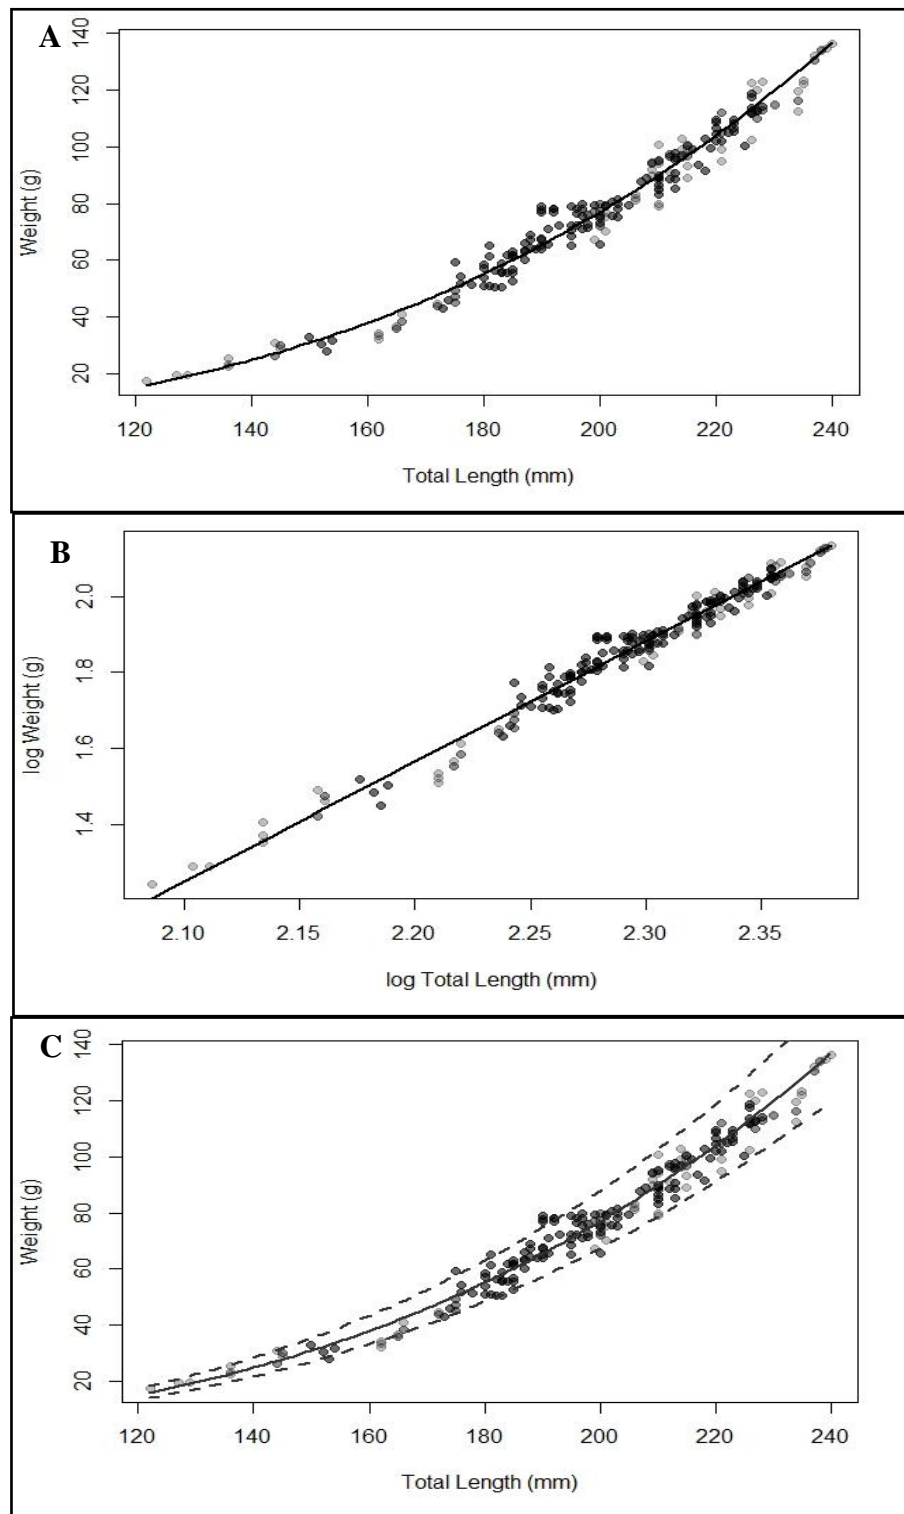 A
140
120
100
80
60
40
20
Weight (g)
120 140 160 180 200 220 240
Total Length (mm)
B
2.0
1.8
1.6
1.4
log Weight (g)
2.10 2.15 2.20 2.25 2.30 2.35
log Total Length (mm)
C
140
120
100
80
60
40
20
Weight (g)
120 140 160 180 200 220 240
Total Length (mm)